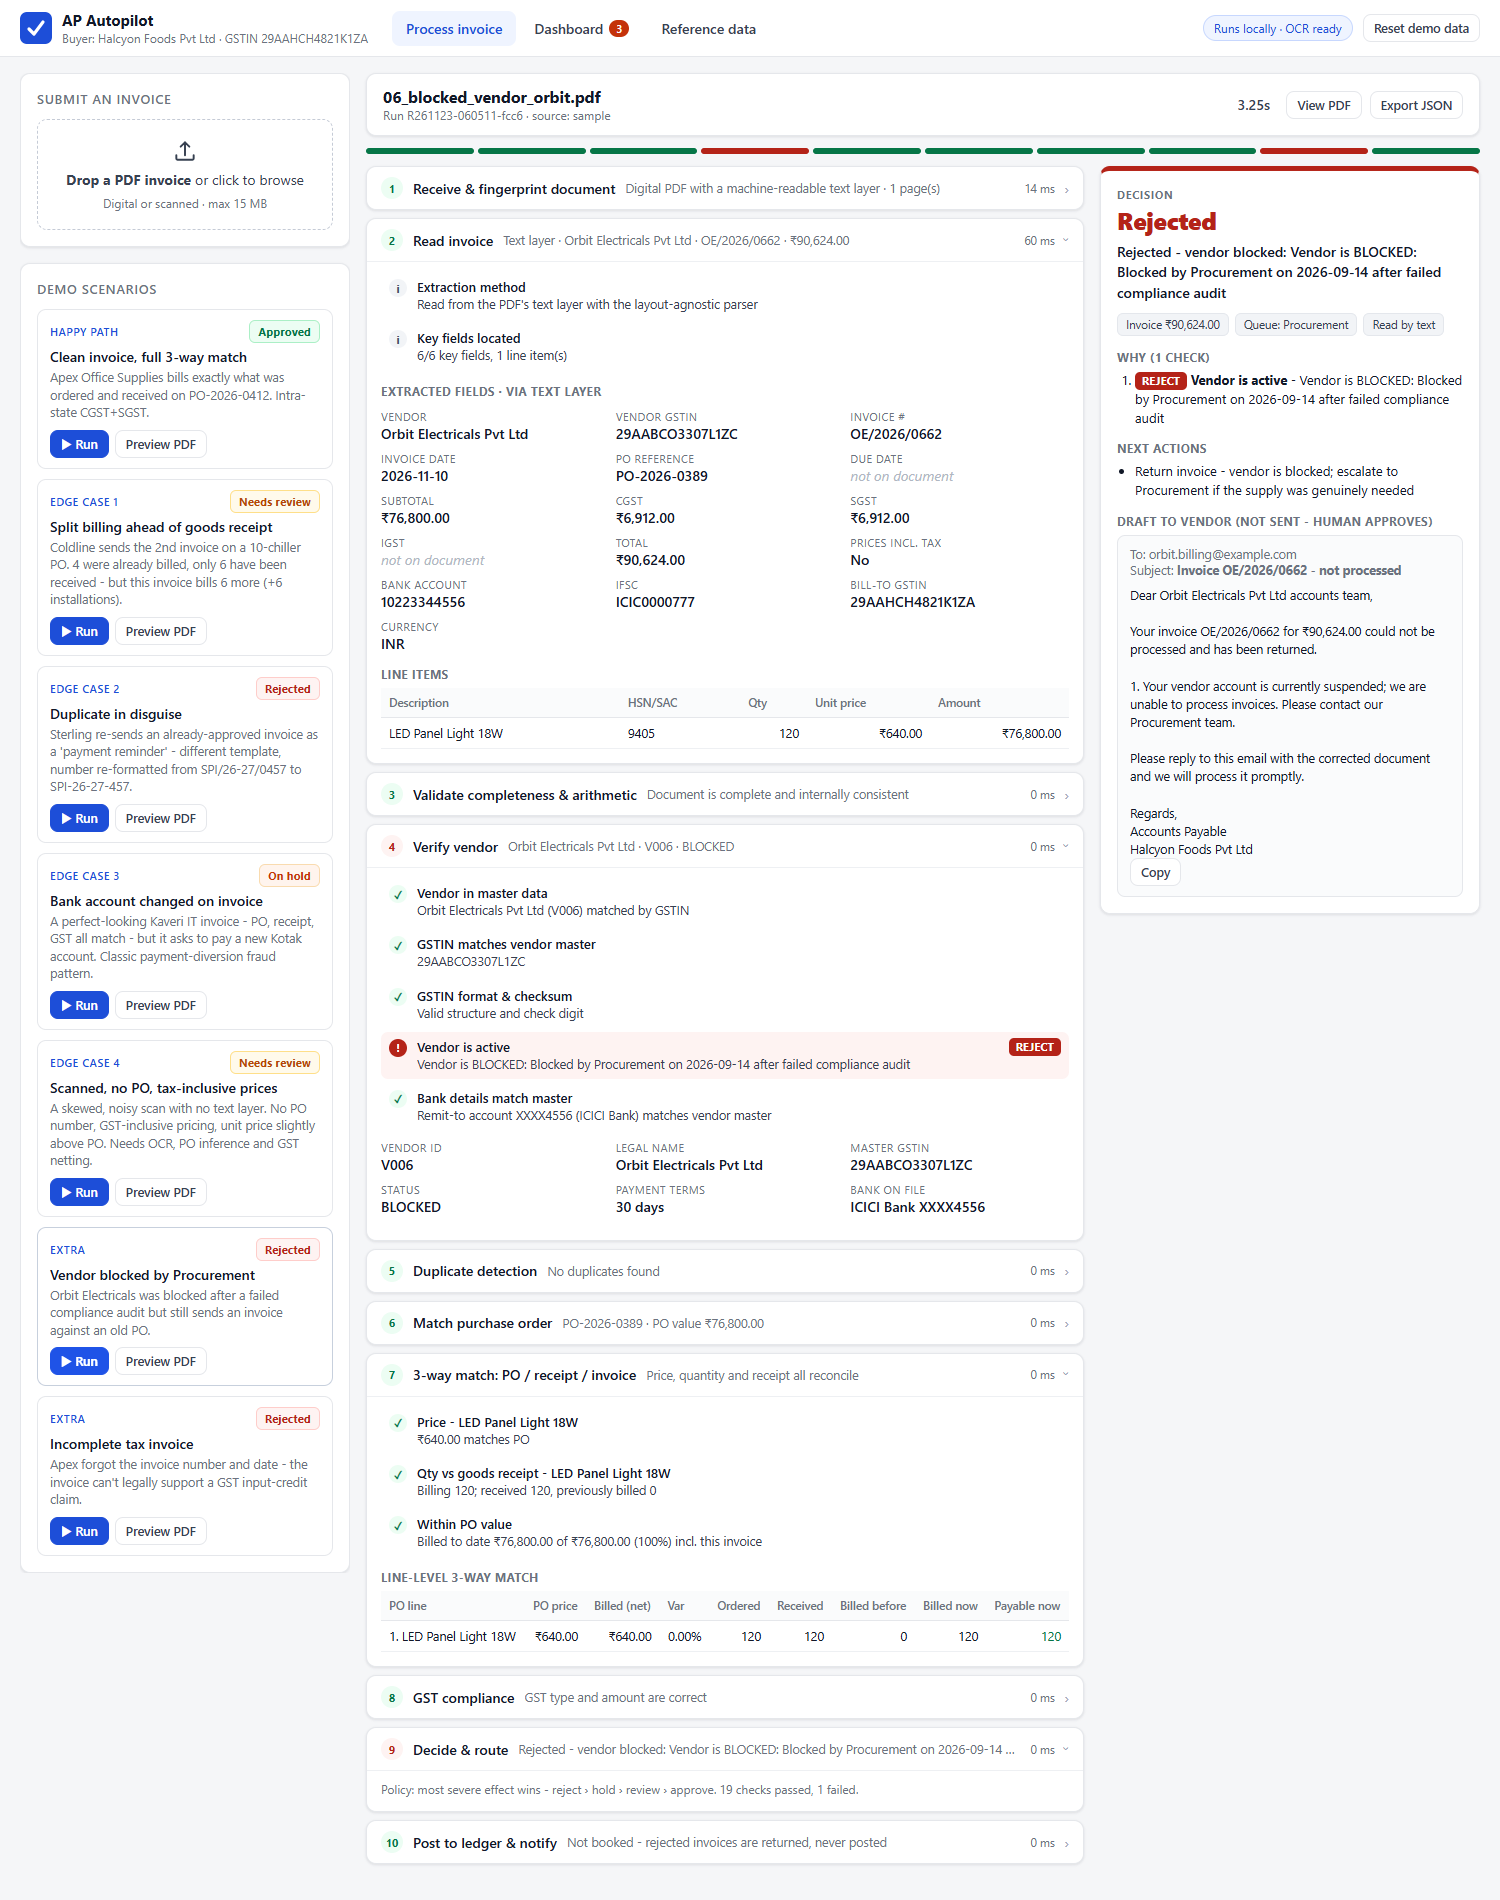 AP Autopilot
Buyer: Halcyon Foods Pvt Ltd · GSTIN 29AAHCH4821K1ZA
Process invoice
Dashboard 3
Reference data
Runs locally · OCR ready
Reset demo data
SUBMIT AN INVOICE
Drop a PDF invoice or click to browse
Digital or scanned · max 15 MB
DEMO SCENARIOS
HAPPY PATH
Approved
Clean invoice, full 3-way match
Apex Office Supplies bills exactly what was
ordered and received on PO-2026-0412. Intra-
state CGST+SGST.
▶ Run
Preview PDF
EDGE CASE 1
Needs review
Split billing ahead of goods receipt
Coldline sends the 2nd invoice on a 10-chiller
PO. 4 were already billed, only 6 have been
received - but this invoice bills 6 more (+6
installations).
▶ Run
Preview PDF
EDGE CASE 2
Rejected
Duplicate in disguise
Sterling re-sends an already-approved invoice as
a 'payment reminder' - different template,
number re-formatted from SPI/26-27/0457 to
SPI-26-27-457.
▶ Run
Preview PDF
EDGE CASE 3
On hold
Bank account changed on invoice
A perfect-looking Kaveri IT invoice - PO, receipt,
GST all match - but it asks to pay a new Kotak
account. Classic payment-diversion fraud
pattern.
▶ Run
Preview PDF
EDGE CASE 4
Needs review
Scanned, no PO, tax-inclusive prices
A skewed, noisy scan with no text layer. No PO
number, GST-inclusive pricing, unit price slightly
above PO. Needs OCR, PO inference and GST
netting.
▶ Run
Preview PDF
EXTRA
Rejected
Vendor blocked by Procurement
Orbit Electricals was blocked after a failed
compliance audit but still sends an invoice
against an old PO.
▶ Run
Preview PDF
EXTRA
Rejected
Incomplete tax invoice
Apex forgot the invoice number and date - the
invoice can't legally support a GST input-credit
claim.
▶ Run
Preview PDF
06_blocked_vendor_orbit.pdf
Run R261123-060511-fcc6 · source: sample
3.25s
View PDF
Export JSON
1 Receive & fingerprint document Digital PDF with a machine-readable text layer · 1 page(s) 14 ms
2 Read invoice Text layer · Orbit Electricals Pvt Ltd · OE/2026/0662 · ₹90,624.00 60 ms
i Extraction method
Read from the PDF's text layer with the layout-agnostic parser
i Key fields located
6/6 key fields, 1 line item(s)
EXTRACTED FIELDS · VIA TEXT LAYER
VENDOR VENDOR GSTIN INVOICE #
Orbit Electricals Pvt Ltd 29AABCO3307L1ZC OE/2026/0662
INVOICE DATE PO REFERENCE DUE DATE
2026-11-10 PO-2026-0389 not on document
SUBTOTAL CGST SGST
₹76,800.00 ₹6,912.00 ₹6,912.00
IGST TOTAL PRICES INCL. TAX
not on document ₹90,624.00 No
BANK ACCOUNT IFSC BILL-TO GSTIN
10223344556 ICIC0000777 29AAHCH4821K1ZA
CURRENCY
INR
LINE ITEMS
Description HSN/SAC Qty Unit price Amount
LED Panel Light 18W 9405 120 ₹640.00 ₹76,800.00
3 Validate completeness & arithmetic Document is complete and internally consistent 0 ms
4 Verify vendor Orbit Electricals Pvt Ltd · V006 · BLOCKED 0 ms
✓ Vendor in master data
Orbit Electricals Pvt Ltd (V006) matched by GSTIN
✓ GSTIN matches vendor master
29AABCO3307L1ZC
✓ GSTIN format & checksum
Valid structure and check digit
! Vendor is active REJECT
Vendor is BLOCKED: Blocked by Procurement on 2026-09-14 after failed compliance audit
✓ Bank details match master
Remit-to account XXXX4556 (ICICI Bank) matches vendor master
VENDOR ID LEGAL NAME MASTER GSTIN
V006 Orbit Electricals Pvt Ltd 29AABCO3307L1ZC
STATUS PAYMENT TERMS BANK ON FILE
BLOCKED 30 days ICICI Bank XXXX4556
5 Duplicate detection No duplicates found 0 ms
6 Match purchase order PO-2026-0389 · PO value ₹76,800.00 0 ms
7 3-way match: PO / receipt / invoice Price, quantity and receipt all reconcile 0 ms
✓ Price - LED Panel Light 18W
₹640.00 matches PO
✓ Qty vs goods receipt - LED Panel Light 18W
Billing 120; received 120, previously billed 0
✓ Within PO value
Billed to date ₹76,800.00 of ₹76,800.00 (100%) incl. this invoice
LINE-LEVEL 3-WAY MATCH
PO line PO price Billed (net) Var Ordered Received Billed before Billed now Payable now
1. LED Panel Light 18W ₹640.00 ₹640.00 0.00% 120 120 0 120 120
8 GST compliance GST type and amount are correct 0 ms
9 Decide & route Rejected - vendor blocked: Vendor is BLOCKED: Blocked by Procurement on 2026-09-14 ... 0 ms
Policy: most severe effect wins - reject › hold › review › approve. 19 checks passed, 1 failed.
10 Post to ledger & notify Not booked - rejected invoices are returned, never posted 0 ms
DECISION
Rejected
Rejected - vendor blocked: Vendor is BLOCKED:
Blocked by Procurement on 2026-09-14 after failed
compliance audit
Invoice ₹90,624.00
Queue: Procurement
Read by text
WHY (1 CHECK)
1. REJECT Vendor is active - Vendor is BLOCKED: Blocked
by Procurement on 2026-09-14 after failed compliance
audit
NEXT ACTIONS
• Return invoice - vendor is blocked; escalate to
Procurement if the supply was genuinely needed
DRAFT TO VENDOR (NOT SENT - HUMAN APPROVES)
To: orbit.billing@example.com
Subject: Invoice OE/2026/0662 - not processed
Dear Orbit Electricals Pvt Ltd accounts team,
Your invoice OE/2026/0662 for ₹90,624.00 could not be
processed and has been returned.
1. Your vendor account is currently suspended; we are
unable to process invoices. Please contact our
Procurement team.
Please reply to this email with the corrected document
and we will process it promptly.
Regards,
Accounts Payable
Halcyon Foods Pvt Ltd
Copy